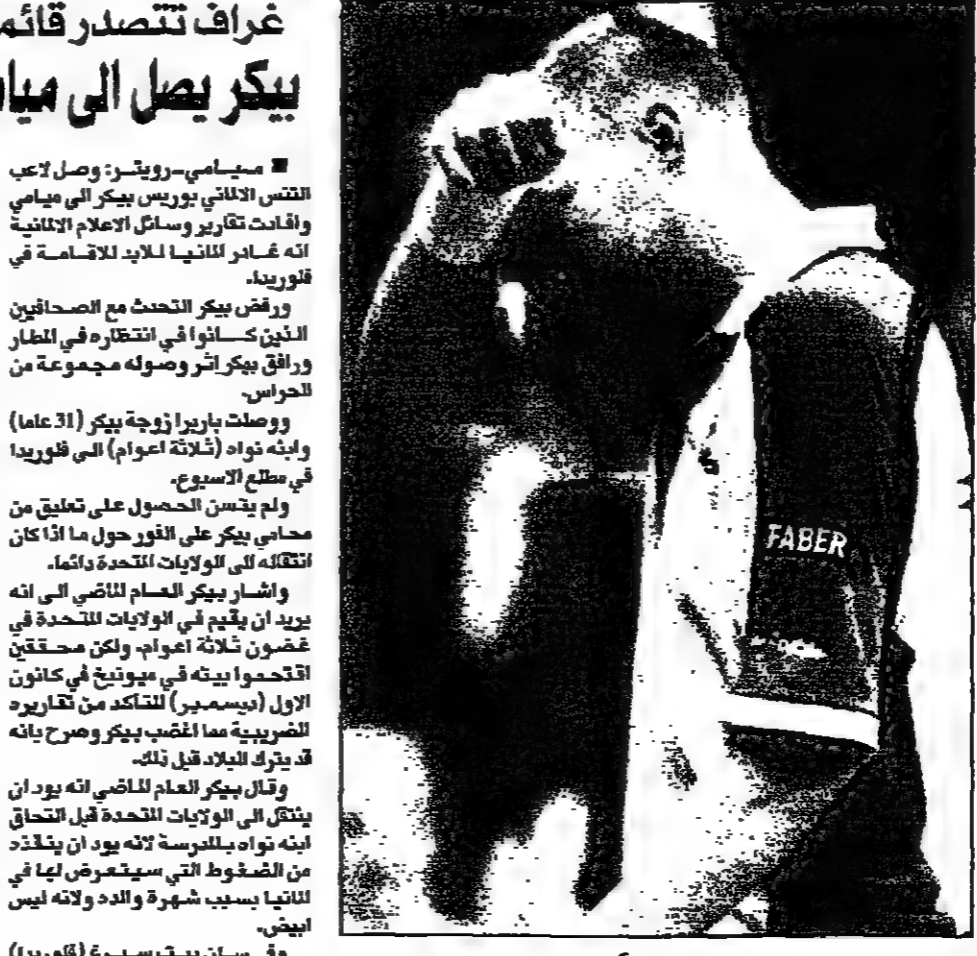 غراف تتصدر قائم
بيكر يصل الى ميا
■ ميامي-رويتر: وصل لاعب
التنس الالماني بوريس بيكر الى ميامي
وافادت تقارير وسائل الاعلام الالمانية
انه غادر المانيا للابد للاقامة في
فلوريدا.
ورفض بيكر التحدث مع الصحافيين
الذين كانوا في انتظاره في المطار
ورافق بيكر إثر وصوله مجموعة من
الحراس.
ووصلت باربرا زوجة بيكر (31 عاما)
وابنه نواه (ثلاثة اعوام) الى فلوريدا
في مطلع الاسبوع.
ولم يتسن الحصول على تعليق من
محامي بيكر على الفور حول ما اذا كان
انتقاله الى الولايات المتحدة دائما.
واشار بيكر العام الماضي الى انه
يريد ان يقيم في الولايات المتحدة في
غضون ثلاثة اعوام، ولكن محققين
اقتحموا بيته في ميونيخ في كانون
الاول (ديسمبر) للتأكد من تقاريره
الضريبية مما اغضب بيكر وصرح بانه
قد يترك البلاد قبل ذلك.
وقال بيكر العام الماضي انه يود ان
ينتقل الى الولايات المتحدة قبل التحاق
ابنه نواه بالمدرسة لانه يود ان ينقذه
من الضغوط التي سيتعرض لها في
المانيا بسبب شهرة والده ولانه ليس
ابيض.
وفي سان بيترسبرغ (فلوريدا)
FABER